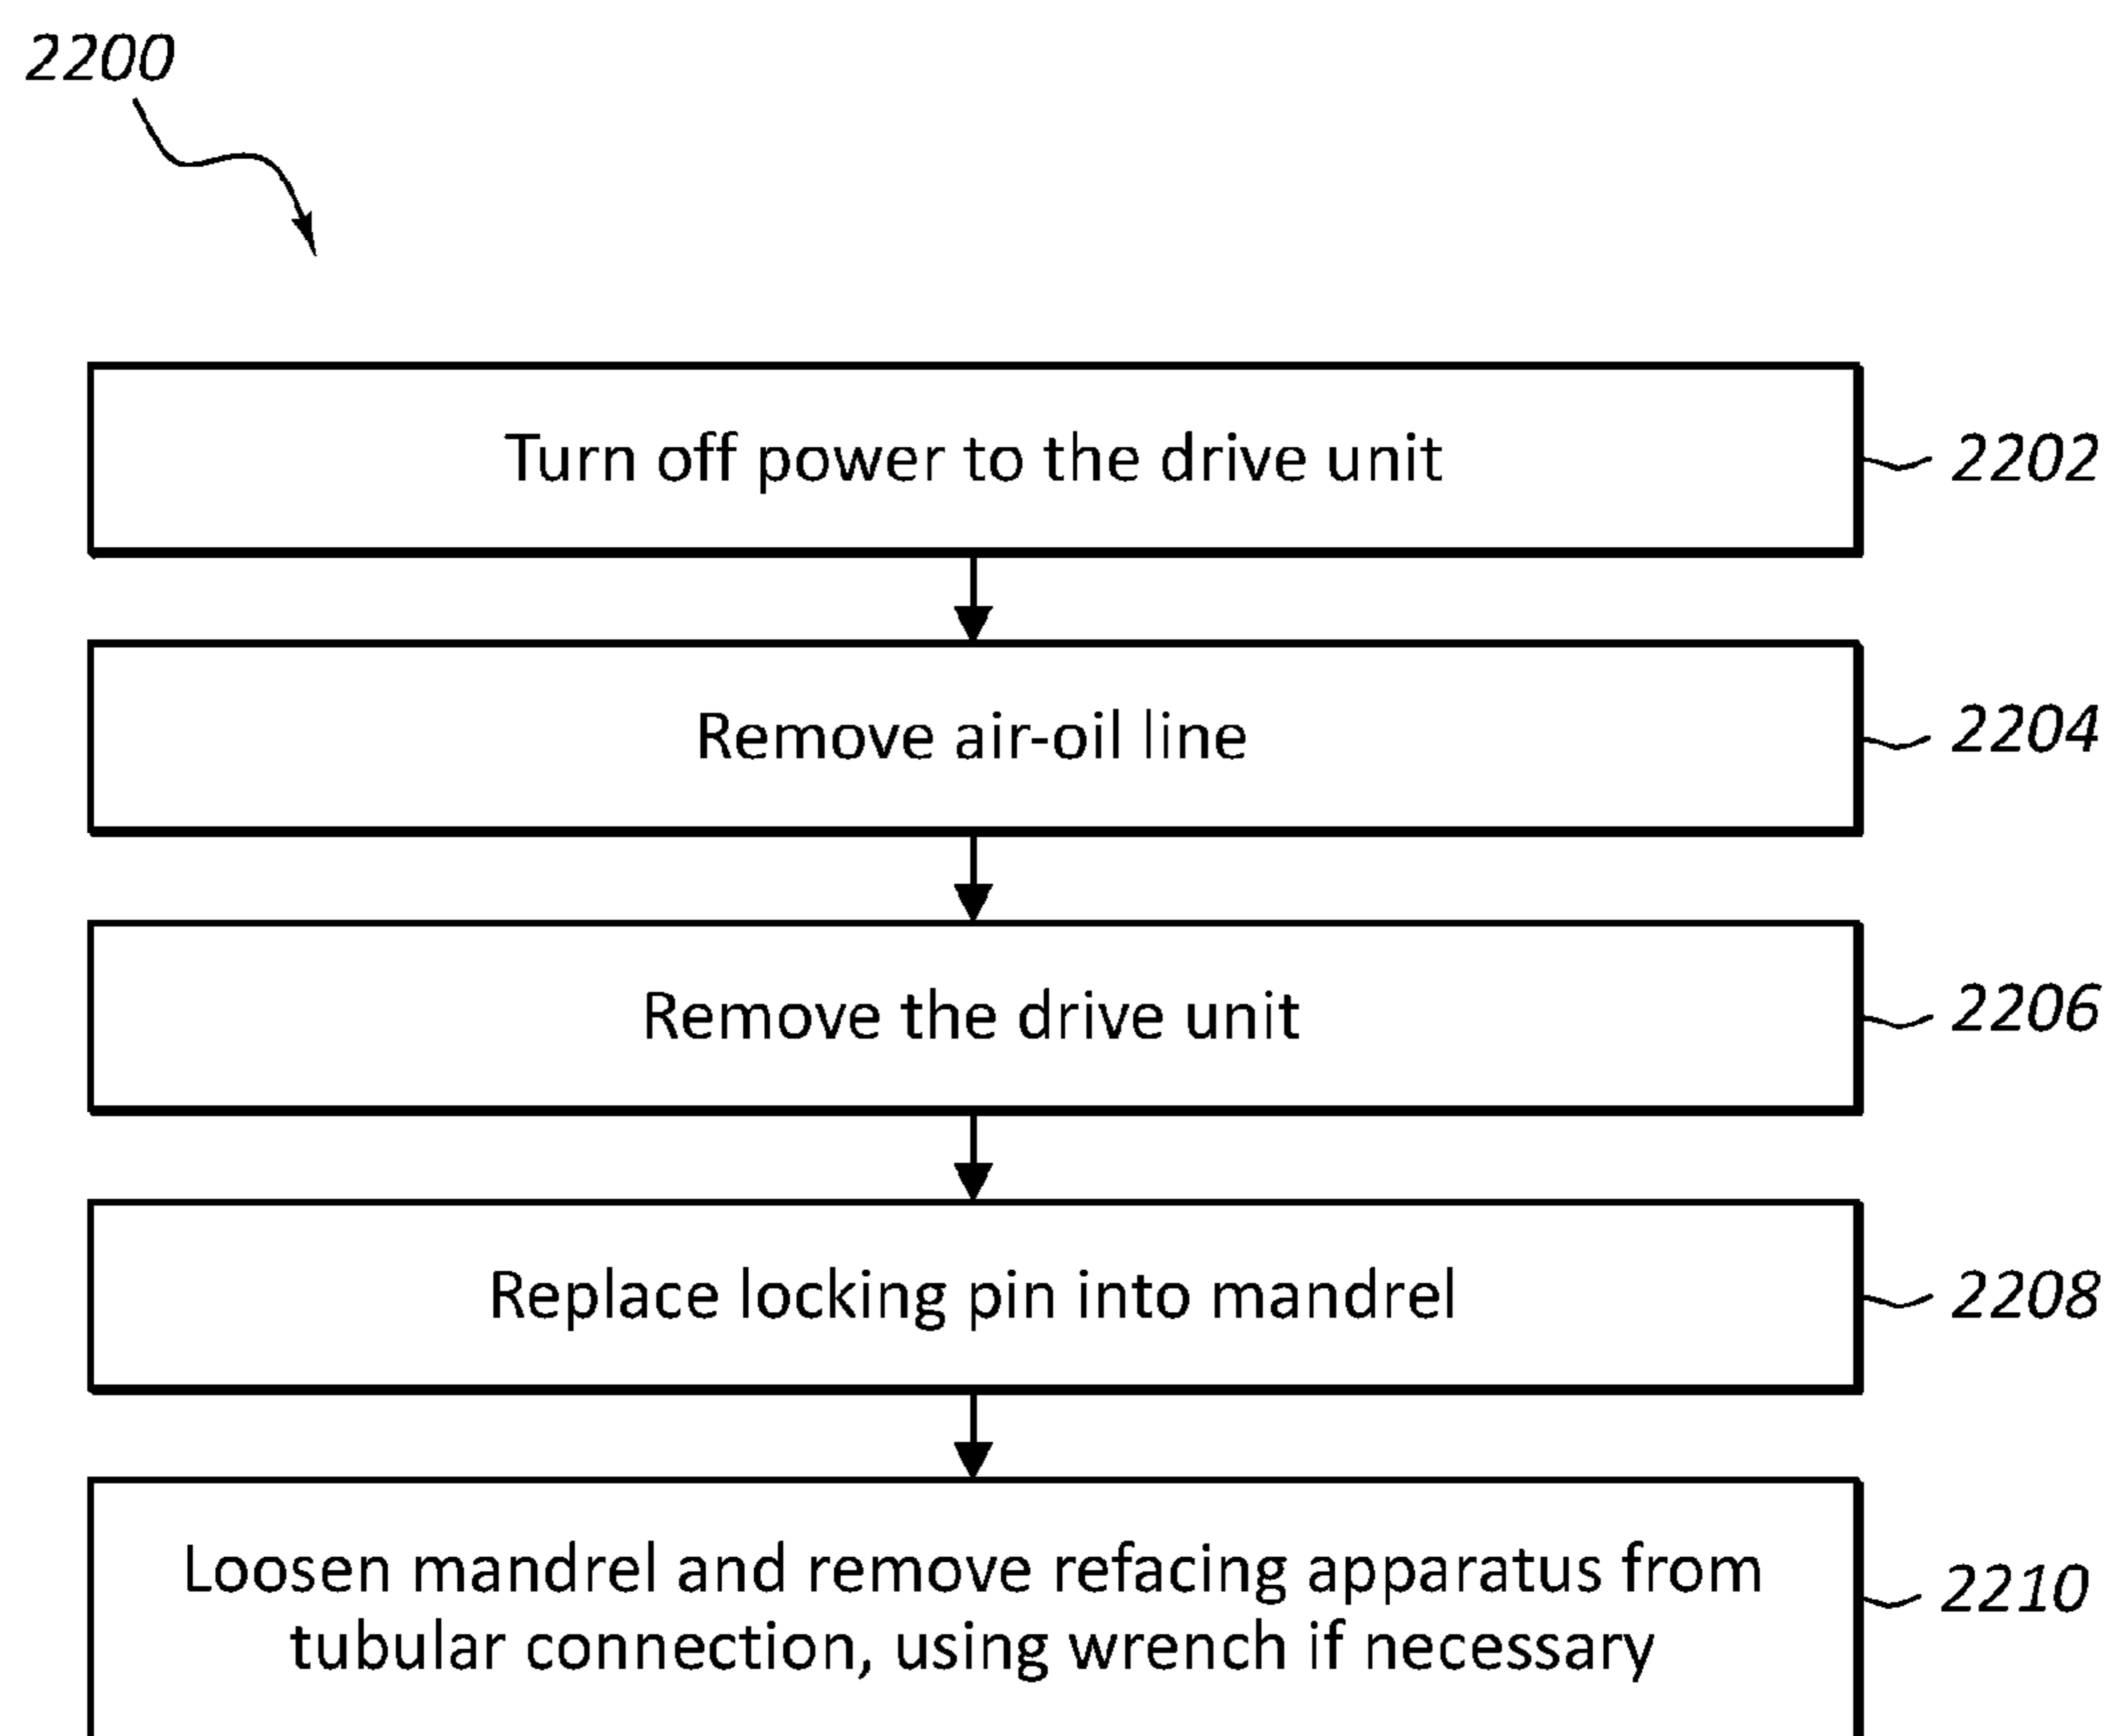 2200
Turn off power to the drive unit
2202
Remove air-oil line
2204
Remove the drive unit
2206
Replace locking pin into mandrel
2208
Loosen mandrel and remove refacing apparatus from
tubular connection, using wrench if necessary
2210